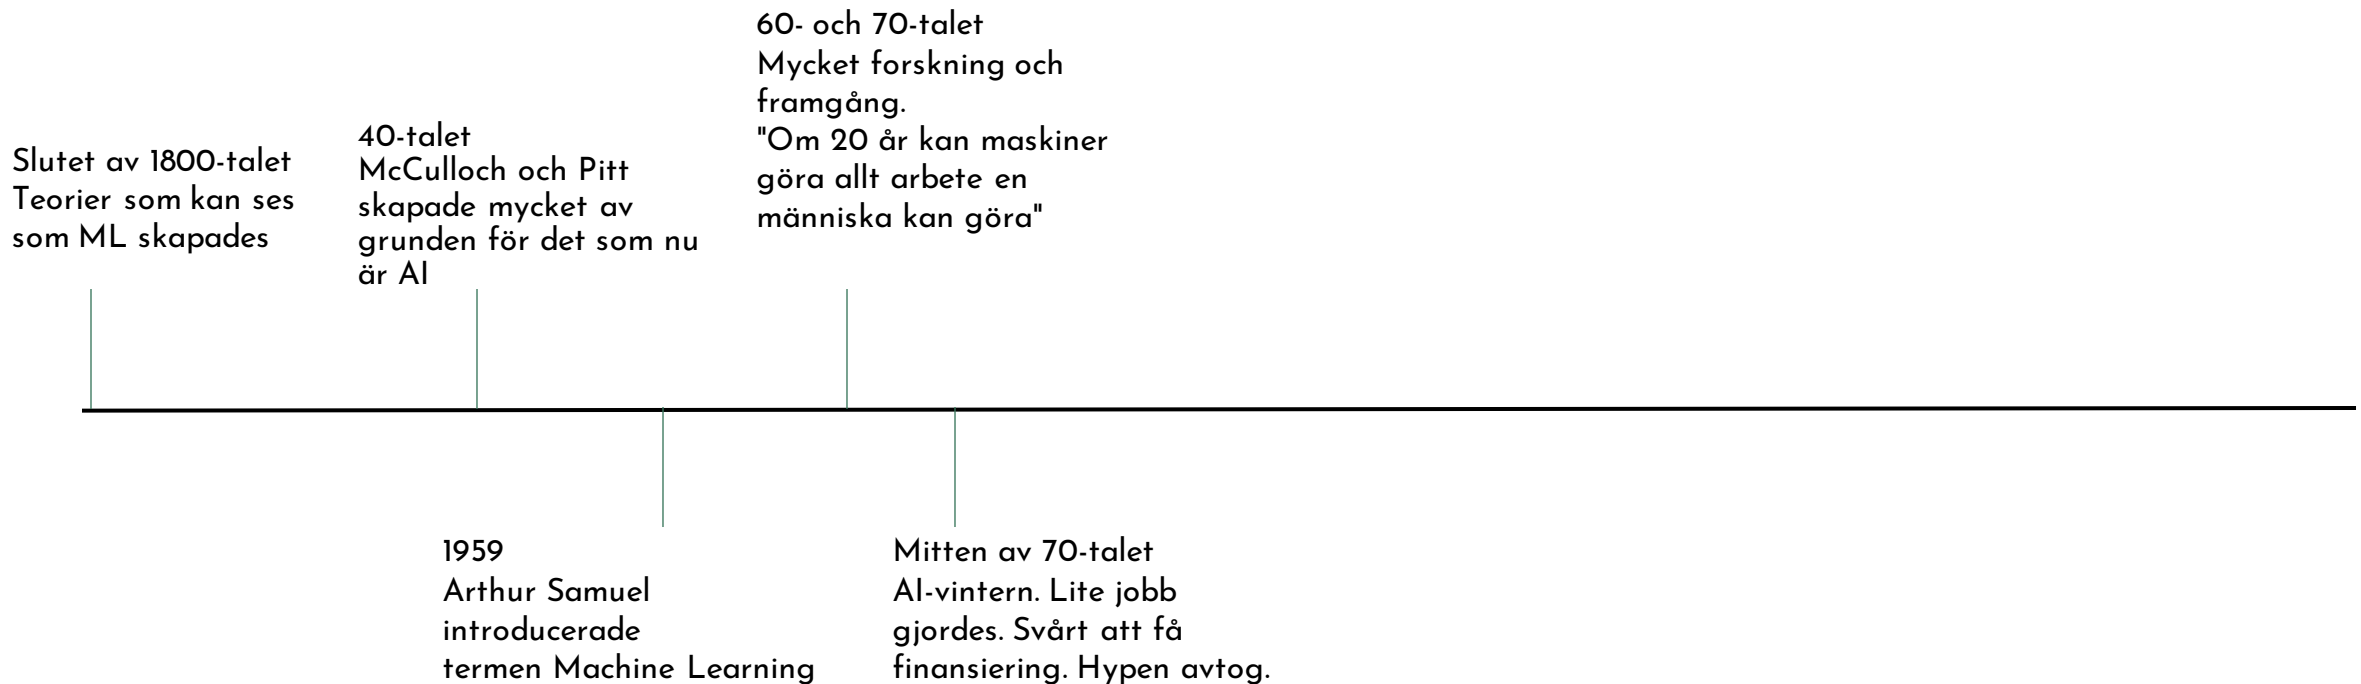 Slutet av 1800-talet
Teorier som kan ses
som ML skapades
40-talet
McCulloch och Pitt
skapade mycket av
grunden för det som nu
är AI
1959
Arthur Samuel
introducerade
termen Machine Learning
60- och 70-talet
Mycket forskning och
framgång.
"Om 20 år kan maskiner
göra allt arbete en
människa kan göra"
Mitten av 70-talet
AI-vintern. Lite jobb
gjordes. Svårt att få
finansiering. Hypen avtog.